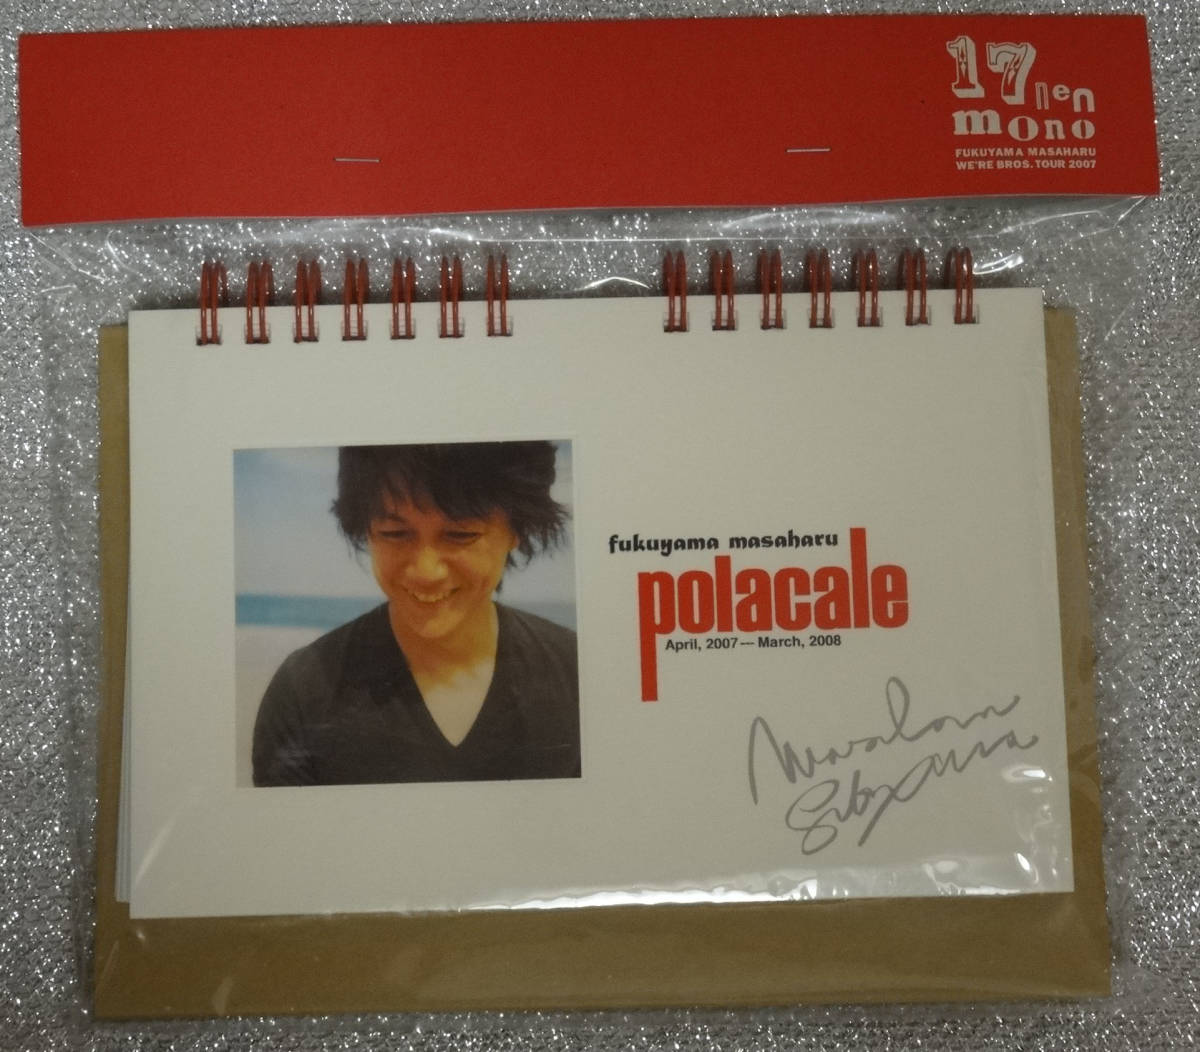 17nen
mono
FUKUYAMA MASAHARU
WE'RE BROS. TOUR 2007
fukuyama masaharu
polacale
April, 2007—March, 2008